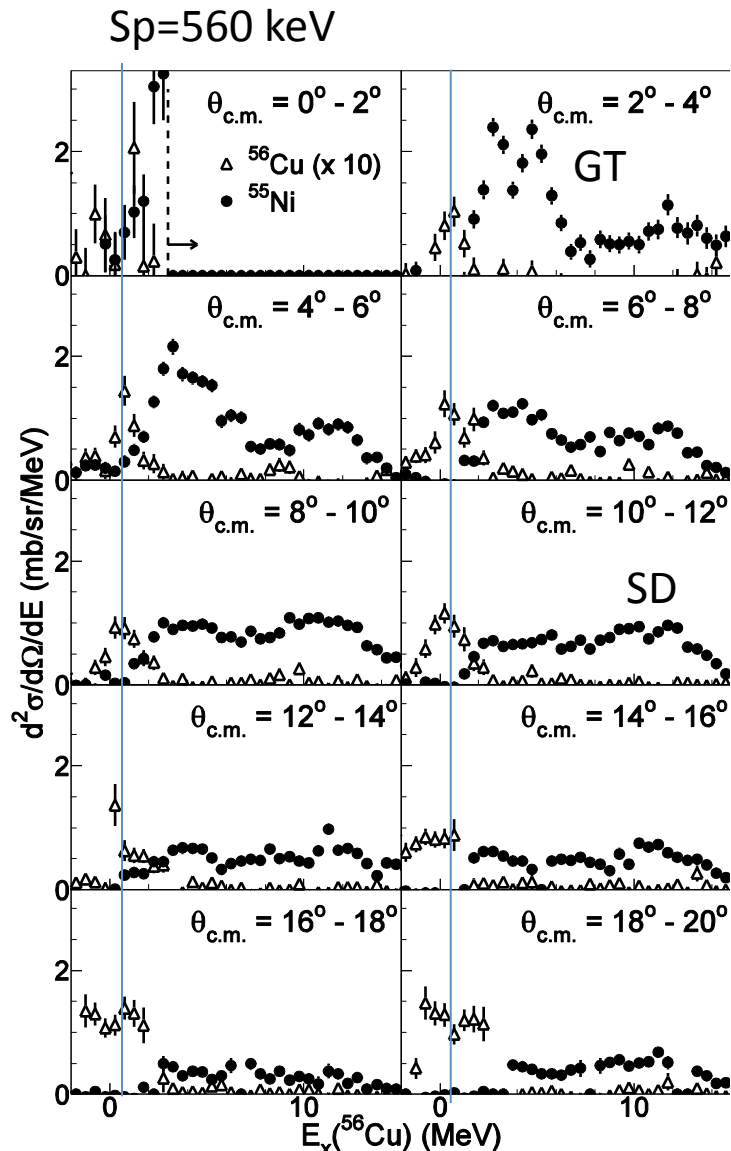 Sp=560 keV
θc.m. = 0° - 2°
θc.m. = 2° - 4°
⁵⁶Cu (x 10)
⁵⁵Ni
GT
2
0
θc.m. = 4° - 6°
θc.m. = 6° - 8°
2
0
θc.m. = 8° - 10°
θc.m. = 10° - 12°
SD
2
0
θc.m. = 12° - 14°
θc.m. = 14° - 16°
2
0
θc.m. = 16° - 18°
θc.m. = 18° - 20°
2
0
0 10 0 10
d²σ/dΩ/dE (mb/sr/MeV)
Eₓ(⁵⁶Cu) (MeV)